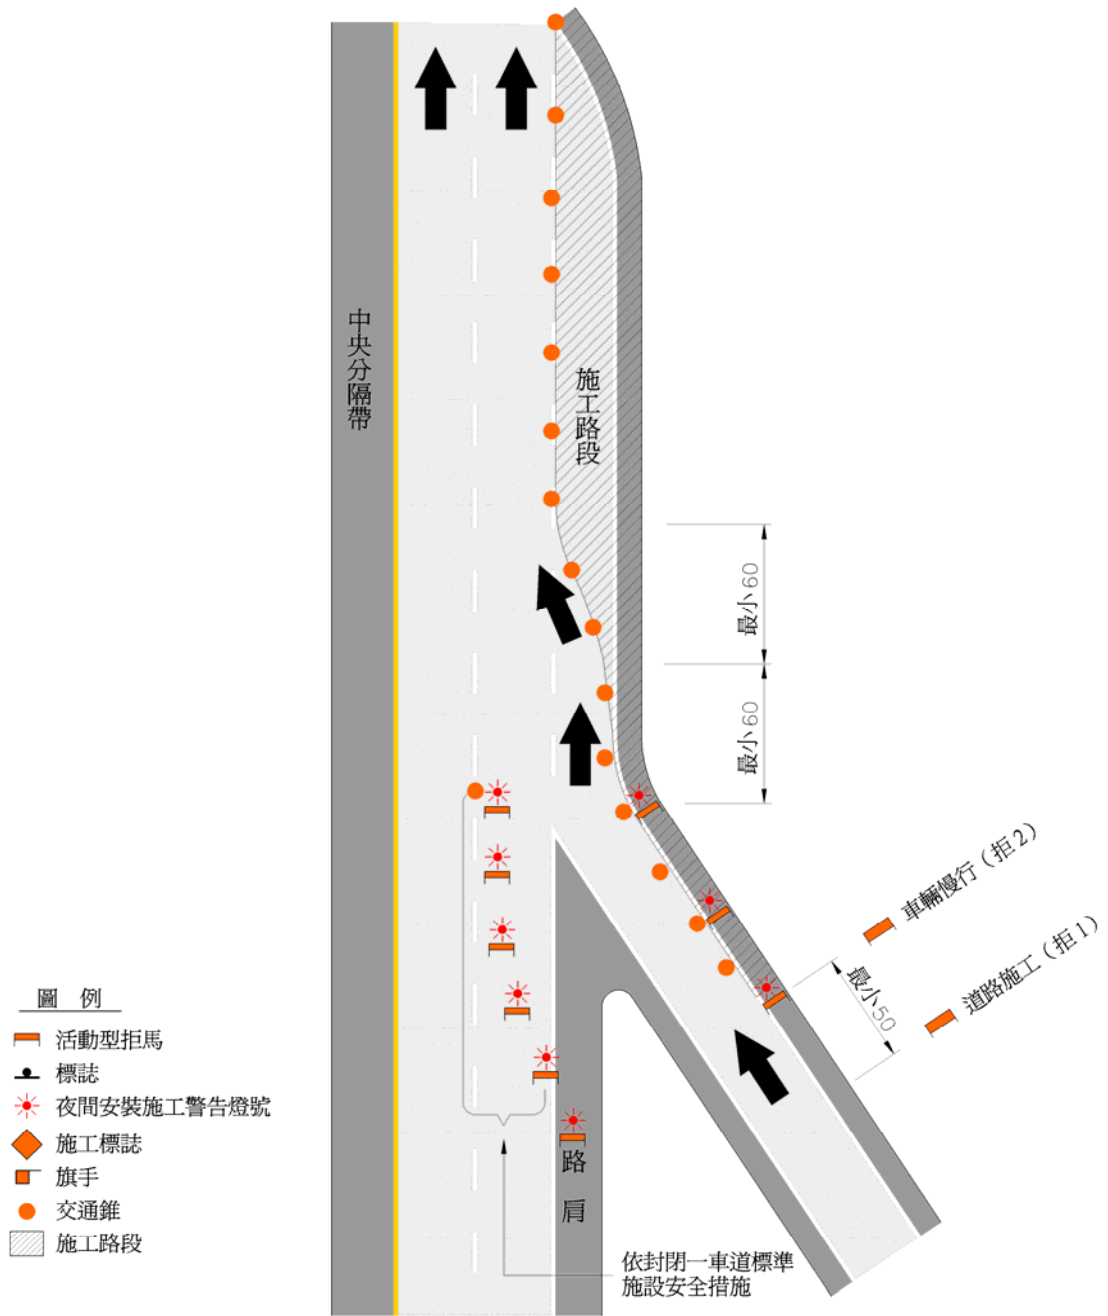 中央分隔帶
施工路段
最小60
最小60
車輛慢行（拒2）
道路施工（拒1）
最小50
路肩
依封閉一車道標準
施設安全措施
圖 例
活動型拒馬
標誌
夜間安裝施工警告燈號
施工標誌
旗手
交通錐
施工路段